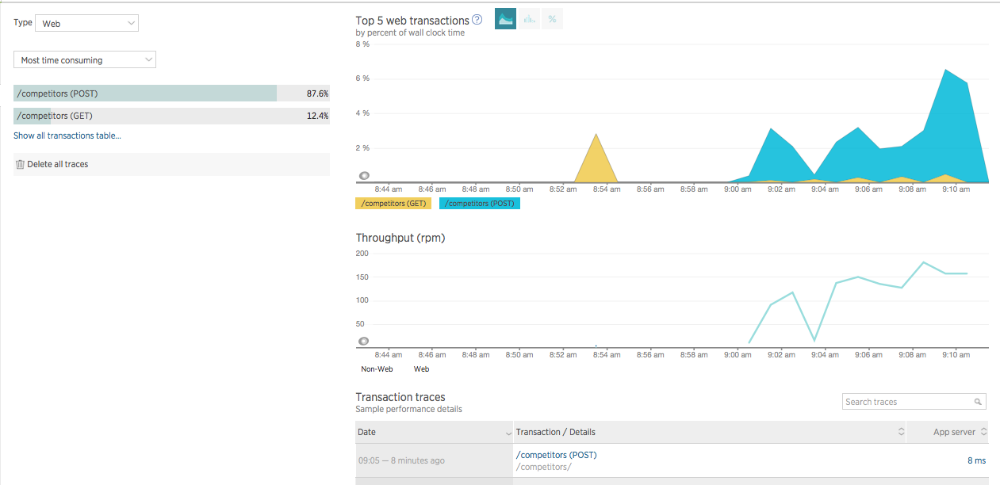 Type Web
Most time consuming
/competitors (POST) 87.6%
/competitors (GET) 12.4%
Show all transactions table...
Delete all traces
Top 5 web transactions ? %
by percent of wall clock time
8 %
6 %
4 %
2 %
8:44 am 8:46 am 8:48 am 8:50 am 8:52 am 8:54 am 8:56 am 8:58 am 9:00 am 9:02 am 9:04 am 9:06 am 9:08 am 9:10 am
/competitors (GET) /competitors (POST)
Throughput (rpm)
200
150
100
50
8:44 am 8:46 am 8:48 am 8:50 am 8:52 am 8:54 am 8:56 am 8:58 am 9:00 am 9:02 am 9:04 am 9:06 am 9:08 am 9:10 am
Non-Web Web
Transaction traces
Sample performance details
Search traces
Date Transaction / Details App server
09:05 — 8 minutes ago /competitors (POST) 8 ms
/competitors/